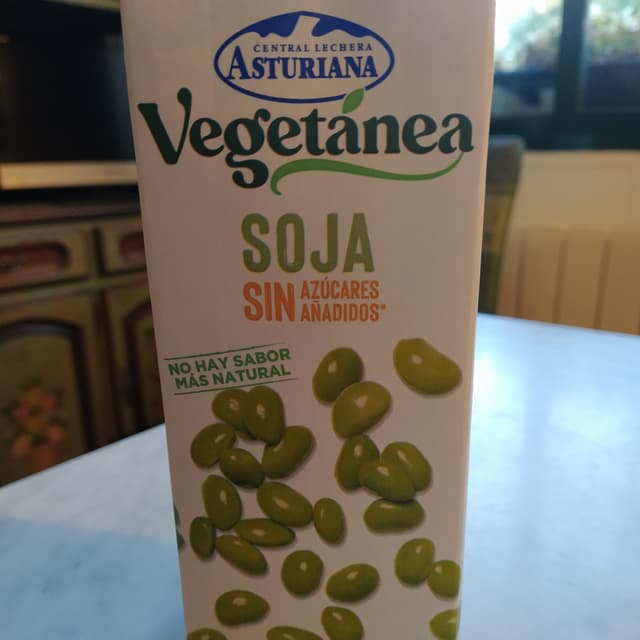 CENTRAL LECHERA
ASTURIANA
Vegetánea
SOJA
SIN AZÚCARES
AÑADIDOS*
NO HAY SABOR
MÁS NATURAL